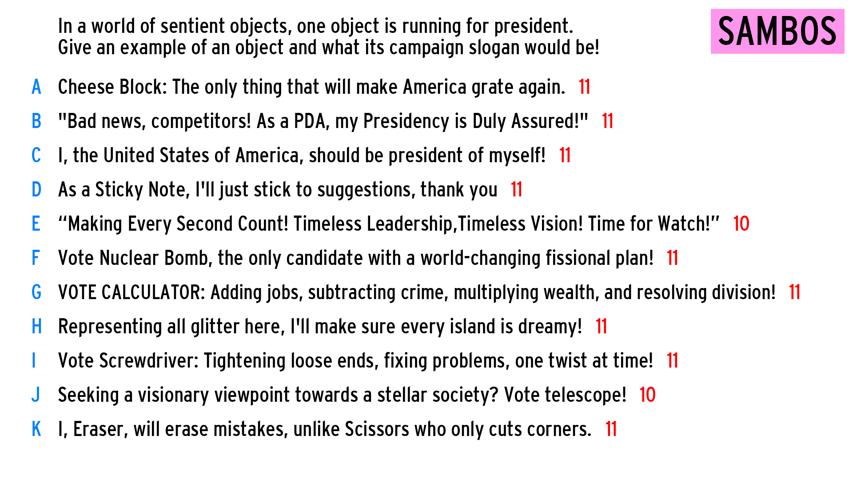 In a world of sentient objects, one object is running for president.
Give an example of an object and what its campaign slogan would be!
SAMBOS
A Cheese Block: The only thing that will make America grate again. 11
B "Bad news, competitors! As a PDA, my Presidency is Duly Assured!" 11
C I, the United States of America, should be president of myself! 11
D As a Sticky Note, I'll just stick to suggestions, thank you 11
E “Making Every Second Count! Timeless Leadership,Timeless Vision! Time for Watch!” 10
F Vote Nuclear Bomb, the only candidate with a world-changing fissional plan! 11
G VOTE CALCULATOR: Adding jobs, subtracting crime, multiplying wealth, and resolving division! 11
H Representing all glitter here, I'll make sure every island is dreamy! 11
I Vote Screwdriver: Tightening loose ends, fixing problems, one twist at time! 11
J Seeking a visionary viewpoint towards a stellar society? Vote telescope! 10
K I, Eraser, will erase mistakes, unlike Scissors who only cuts corners. 11